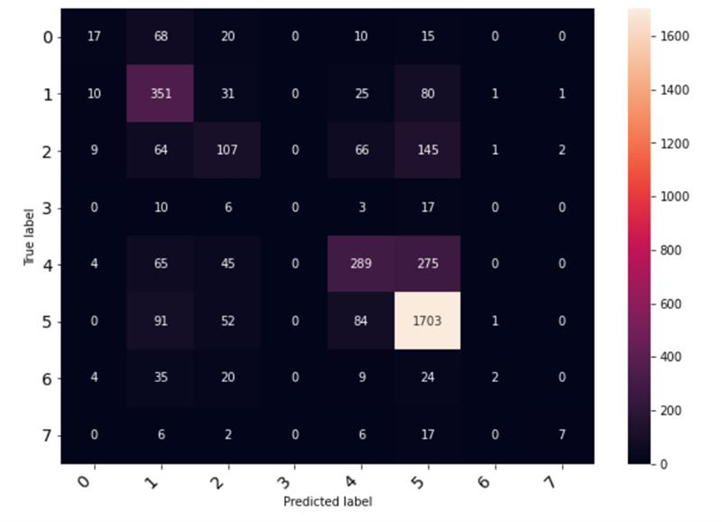 0 17 68 20 0 10 15 0 0
1 10 351 31 0 25 80 1 1
2 9 64 107 0 66 145 1 2
3 0 10 6 0 3 17 0 0
4 4 65 45 0 289 275 0 0
5 0 91 52 0 84 1703 1 0
6 4 35 20 0 9 24 2 0
7 0 6 2 0 6 17 0 7
0 1 2 3 4 5 6 7
True label
Predicted label
1600
1400
1200
1000
800
600
400
200
0